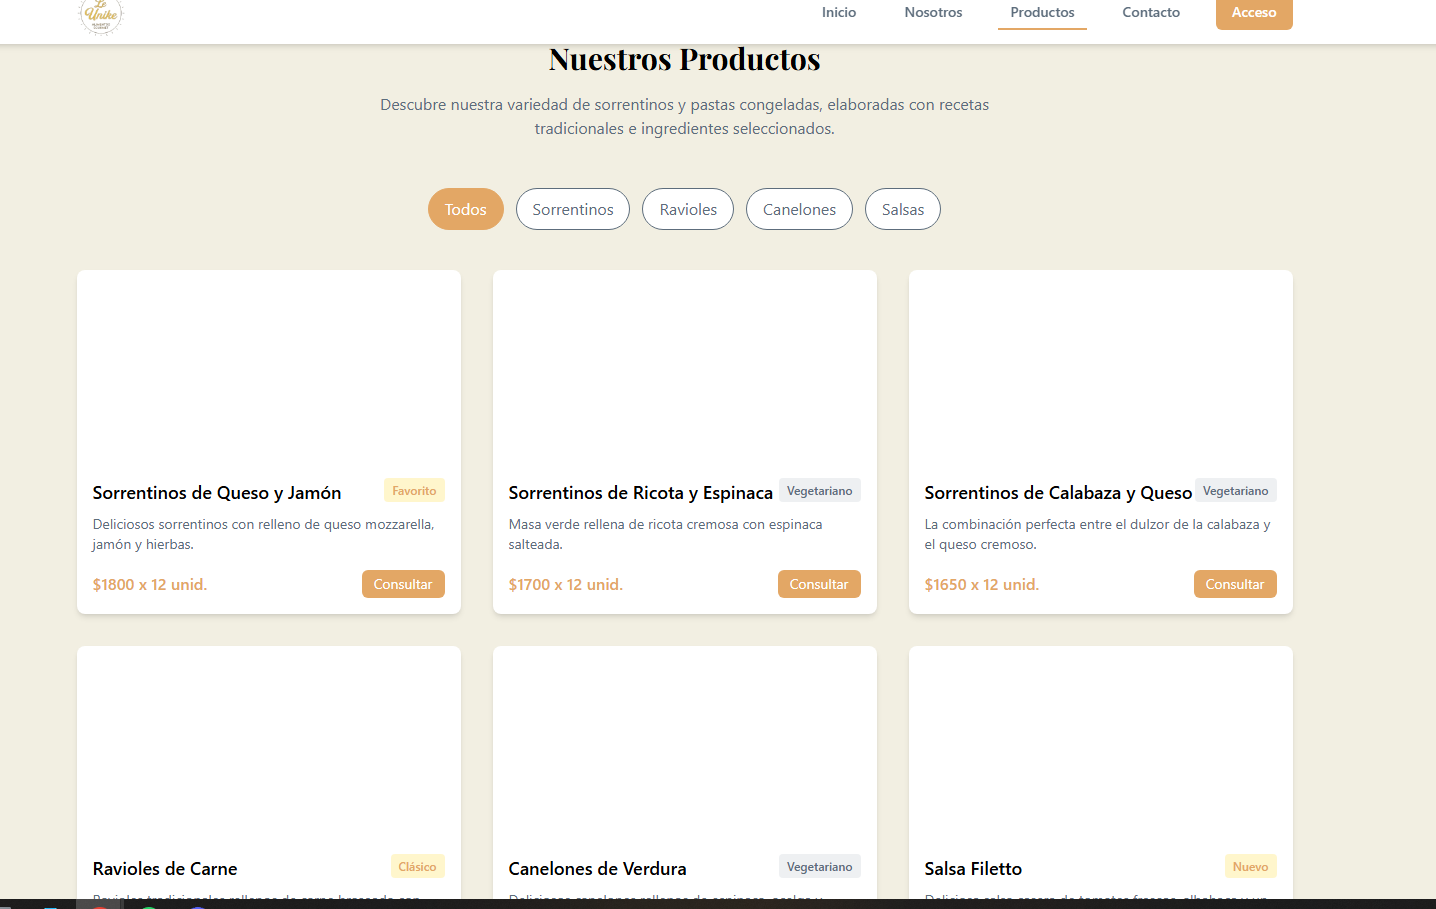 Le
Unike
Inicio
Nosotros
Productos
Contacto
Acceso
Nuestros Productos
Descubre nuestra variedad de sorrentinos y pastas congeladas, elaboradas con recetas
tradicionales e ingredientes seleccionados.
Todos
Sorrentinos
Ravioles
Canelones
Salsas
Sorrentinos de Queso y Jamón
Favorito
Deliciosos sorrentinos con relleno de queso mozzarella,
jamón y hierbas.
$1800 x 12 unid.
Consultar
Sorrentinos de Ricota y Espinaca
Vegetariano
Masa verde rellena de ricota cremosa con espinaca
salteada.
$1700 x 12 unid.
Consultar
Sorrentinos de Calabaza y Queso
Vegetariano
La combinación perfecta entre el dulzor de la calabaza y
el queso cremoso.
$1650 x 12 unid.
Consultar
Ravioles de Carne
Clásico
Canelones de Verdura
Vegetariano
Salsa Filetto
Nuevo